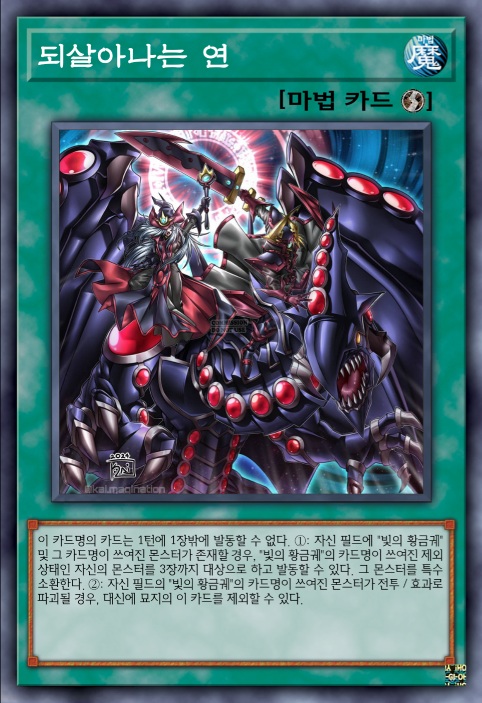 되살아나는 연
마법
魔
[마법 카드 ]
2024
@kai.magination
이 카드명의 카드는 1턴에 1장밖에 발동할 수 없다. ①: 자신 필드에 "빛의 황금궤"
및 그 카드명이 쓰여진 몬스터가 존재할 경우, "빛의 황금궤"의 카드명이 쓰여진 제외
상태인 자신의 몬스터를 3장까지 대상으로 하고 발동할 수 있다. 그 몬스터를 특수
소환한다. ②: 자신 필드의 "빛의 황금궤"의 카드명이 쓰여진 몬스터가 전투 / 효과로
파괴될 경우, 대신에 묘지의 이 카드를 제외할 수 있다.